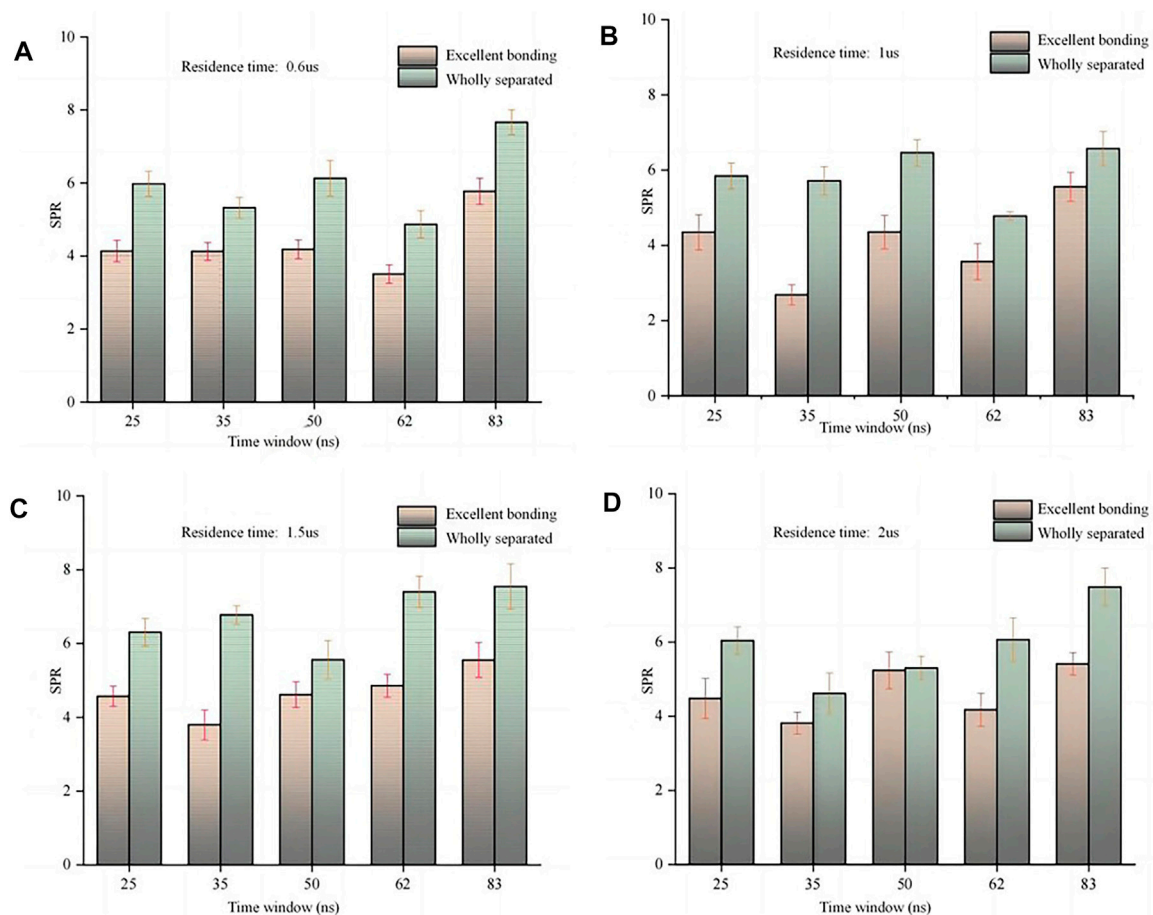 A
10
8
6
4
2
0
SPR
Residence time: 0.6us
Excellent bonding
Wholly separated
25 35 50 62 83
Time window (ns)
B
10
8
6
4
2
0
SPR
Residence time: 1us
Excellent bonding
Wholly separated
25 35 50 62 83
Time window (ns)
C
10
8
6
4
2
0
SPR
Residence time: 1.5us
Excellent bonding
Wholly separated
25 35 50 62 83
Time window (ns)
D
10
8
6
4
2
0
SPR
Residence time: 2us
Excellent bonding
Wholly separated
25 35 50 62 83
Time window (ns)